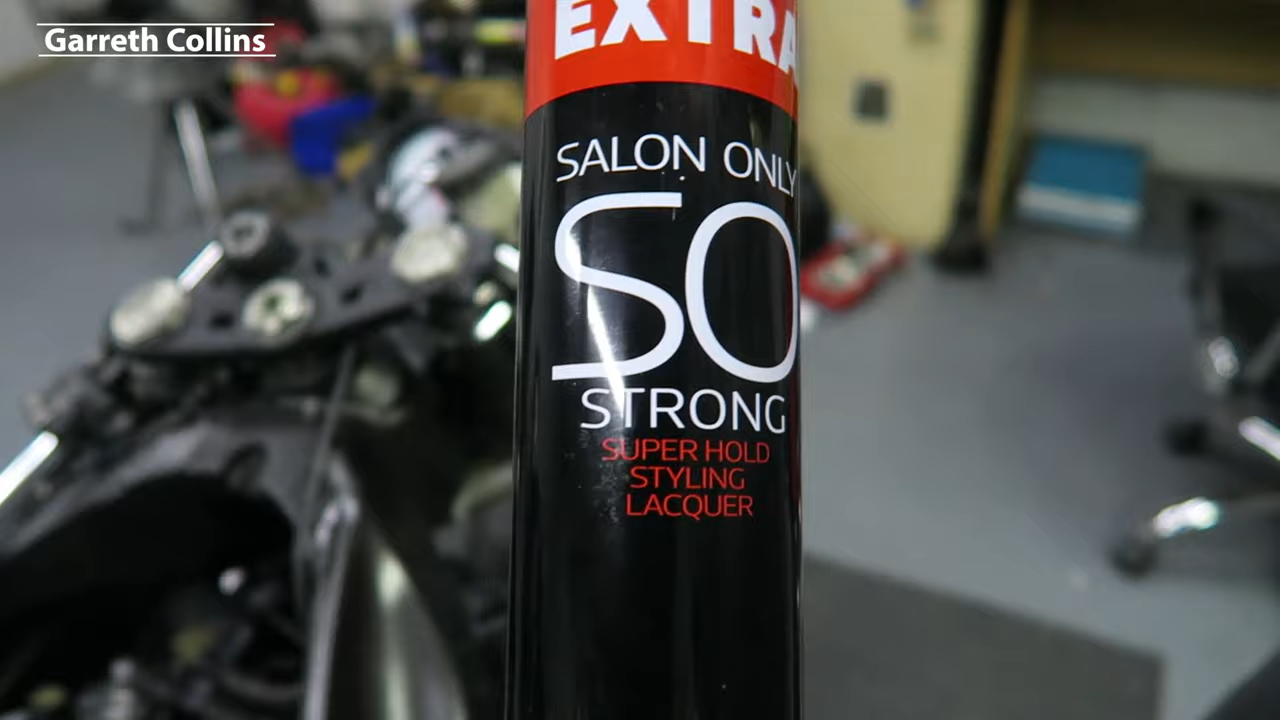 Garreth Collins
EXTRA
SALON ONLY
SO
STRONG
SUPER HOLD
STYLING
LACQUER